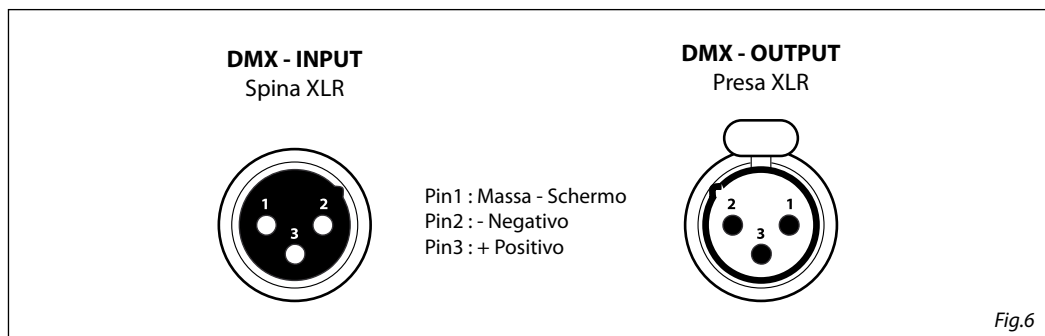 DMX - INPUT
Spina XLR
1
2
3
Pin1 : Massa - Schermo
Pin2 : - Negativo
Pin3 : + Positivo
DMX - OUTPUT
Presa XLR
2
1
3
Fig.6